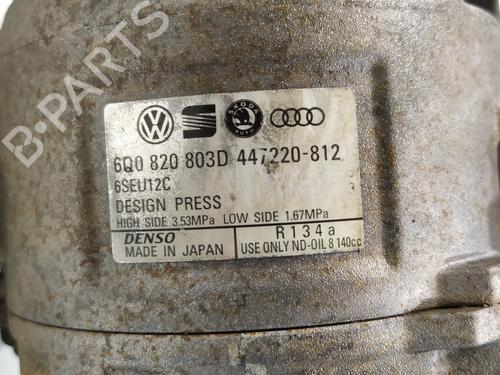 B-PARTS
SKODA
AUTO
6Q0 820 803D 447220-812
6SEU12C
DESIGN PRESS
HIGH SIDE 3.53MPa LOW SIDE 1.67MPa
DENSO
MADE IN JAPAN
R134a
USE ONLY ND-OIL 8 140cc